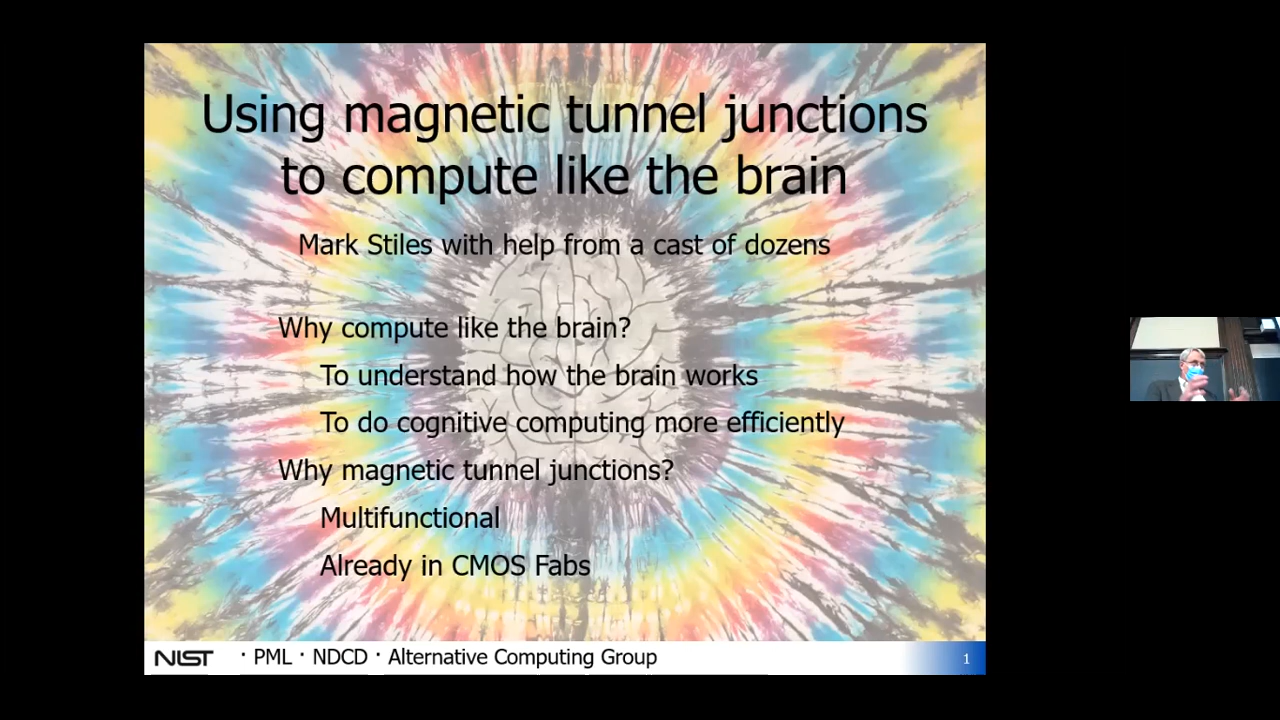 Using magnetic tunnel junctions
to compute like the brain
Mark Stiles with help from a cast of dozens
Why compute like the brain?
To understand how the brain works
To do cognitive computing more efficiently
Why magnetic tunnel junctions?
Multifunctional
Already in CMOS Fabs
NIST · PML · NDCD · Alternative Computing Group 1